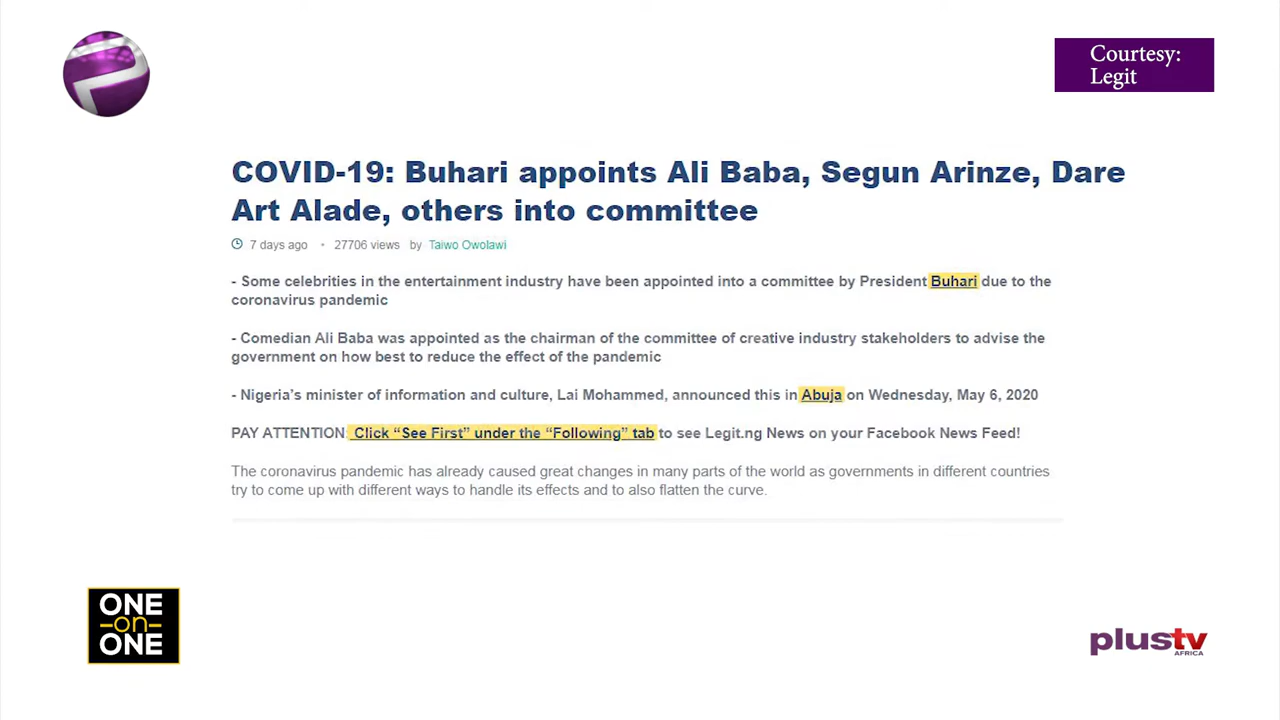 Courtesy:
Legit
COVID-19: Buhari appoints Ali Baba, Segun Arinze, Dare
Art Alade, others into committee
7 days ago • 27706 views by Taiwo Owolawi
- Some celebrities in the entertainment industry have been appointed into a committee by President Buhari due to the
coronavirus pandemic
- Comedian Ali Baba was appointed as the chairman of the committee of creative industry stakeholders to advise the
government on how best to reduce the effect of the pandemic
- Nigeria's minister of information and culture, Lai Mohammed, announced this in Abuja on Wednesday, May 6, 2020
PAY ATTENTION: Click “See First” under the “Following” tab to see Legit.ng News on your Facebook News Feed!
The coronavirus pandemic has already caused great changes in many parts of the world as governments in different countries
try to come up with different ways to handle its effects and to also flatten the curve.
ONE
-on-
ONE
plustv
AFRICA